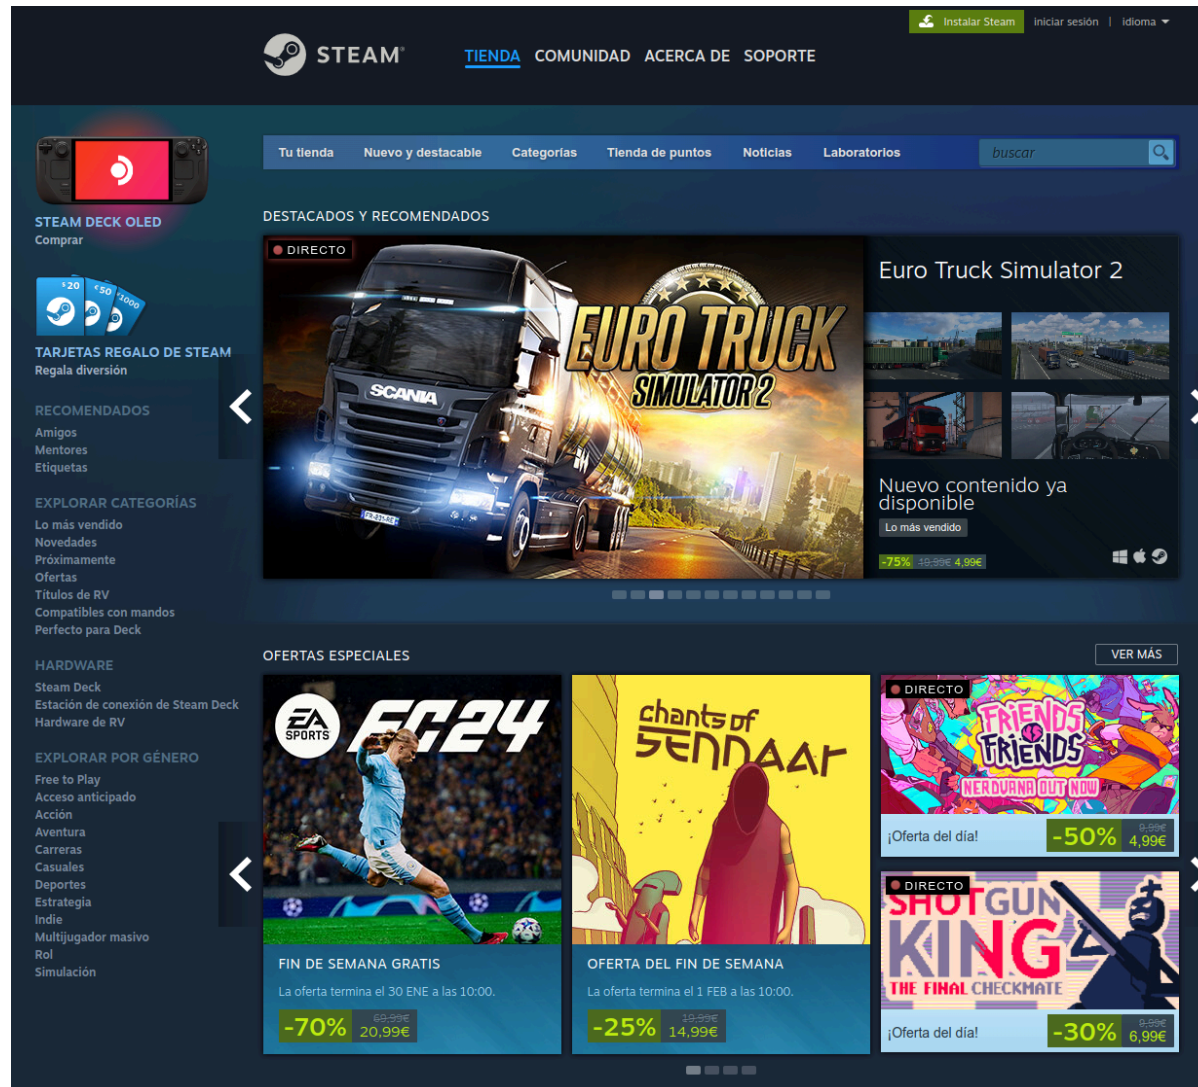 Instalar Steam
iniciar sesión | idioma
STEAM®
TIENDA COMUNIDAD ACERCA DE SOPORTE
Tu tienda Nuevo y destacable Categorías Tienda de puntos Noticias Laboratorios
buscar
STEAM DECK OLED
Comprar
$20 €50 1000
TARJETAS REGALO DE STEAM
Regala diversión
RECOMENDADOS
Amigos
Mentores
Etiquetas
EXPLORAR CATEGORÍAS
Lo más vendido
Novedades
Próximamente
Ofertas
Títulos de RV
Compatibles con mandos
Perfecto para Deck
HARDWARE
Steam Deck
Estación de conexión de Steam Deck
Hardware de RV
EXPLORAR POR GÉNERO
Free to Play
Acceso anticipado
Acción
Aventura
Carreras
Casuales
Deportes
Estrategia
Indie
Multijugador masivo
Rol
Simulación
DESTACADOS Y RECOMENDADOS
DIRECTO
EURO TRUCK
SIMULATOR 2
SCANIA
Euro Truck Simulator 2
Nuevo contenido ya
disponible
Lo más vendido
-75% 19,99€ 4,99€
OFERTAS ESPECIALES
VER MÁS
EA
SPORTS
FC24
FIN DE SEMANA GRATIS
La oferta termina el 30 ENE a las 10:00.
-70% 69,99€
20,99€
chants of
SENNAAR
OFERTA DEL FIN DE SEMANA
La oferta termina el 1 FEB a las 10:00.
-25% 19,99€
14,99€
DIRECTO
FRIENDS
VS
FRIENDS
NERDVANA OUT NOW
¡Oferta del día!
-50% 9,99€
4,99€
DIRECTO
SHOTGUN
KING
THE FINAL CHECKMATE
¡Oferta del día!
-30% 9,99€
6,99€